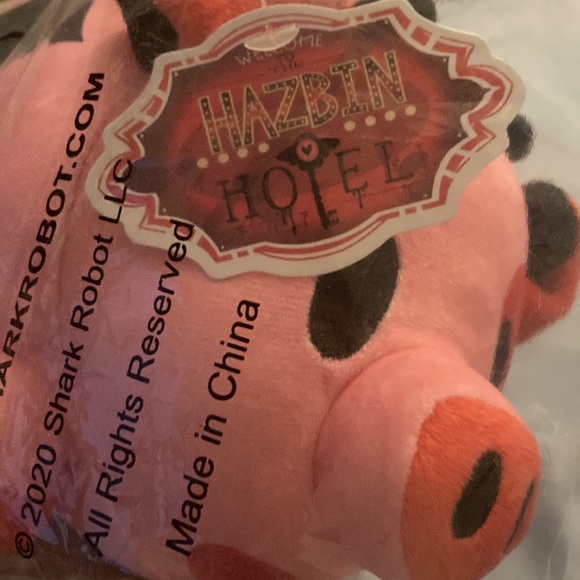 WELCOME
TO THE
HAZBIN
HOTEL
ARKROBOT.COM
© 2020 Shark Robot LLC
All Rights Reserved
Made in China